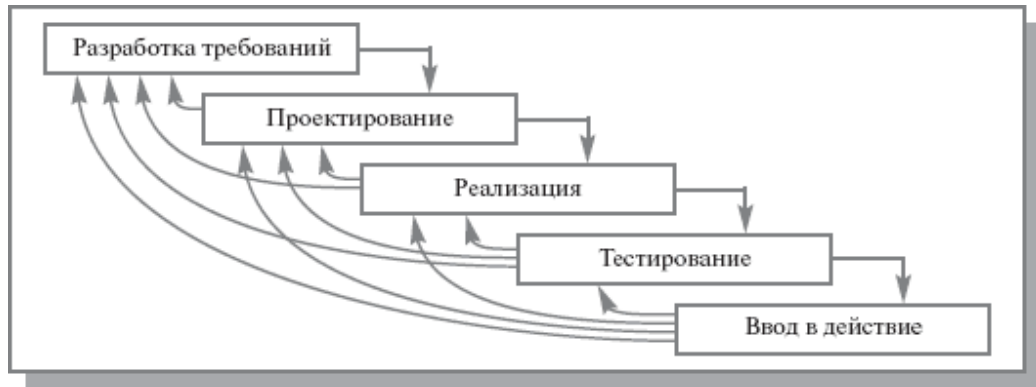 Разработка требований
Проектирование
Реализация
Тестирование
Ввод в действие